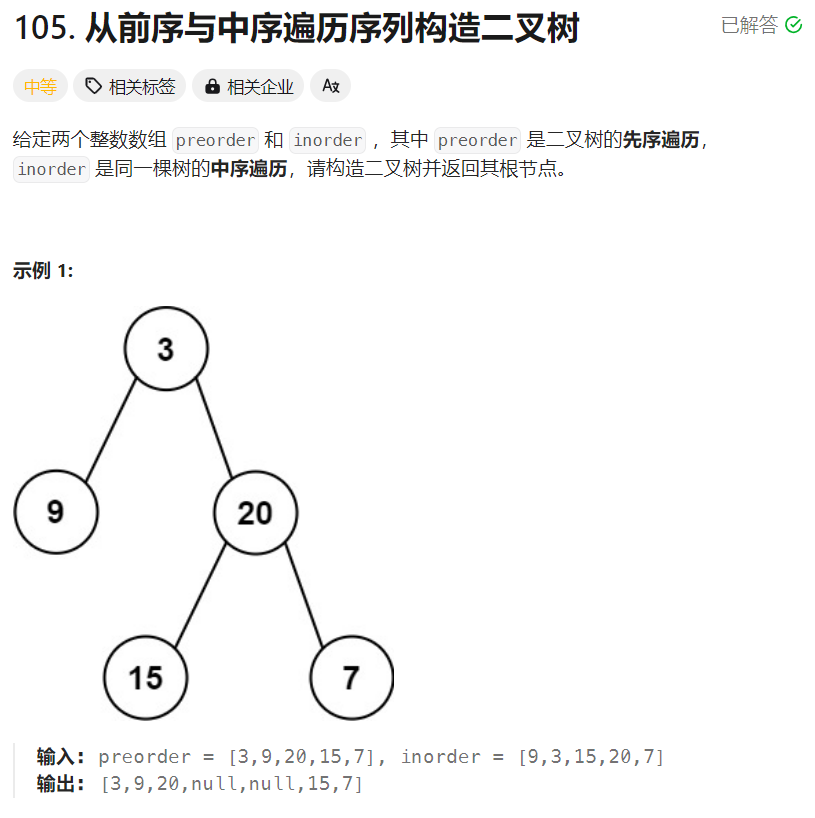 105. 从前序与中序遍历序列构造二叉树
已解答
中等 相关标签 相关企业 A文
给定两个整数数组 preorder 和 inorder ，其中 preorder 是二叉树的先序遍历，
inorder 是同一棵树的中序遍历，请构造二叉树并返回其根节点。
示例 1:
3
9
20
15
7
输入: preorder = [3,9,20,15,7], inorder = [9,3,15,20,7]
输出: [3,9,20,null,null,15,7]